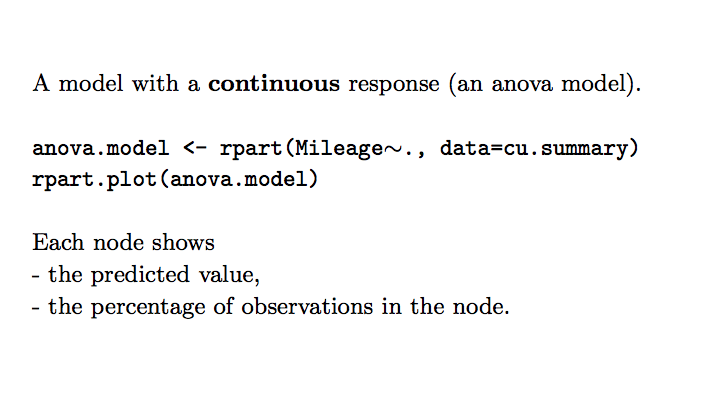 A model with a continuous response (an anova model).
anova.model <- rpart(Mileage~., data=cu.summary)
rpart.plot(anova.model)
Each node shows
- the predicted value,
- the percentage of observations in the node.